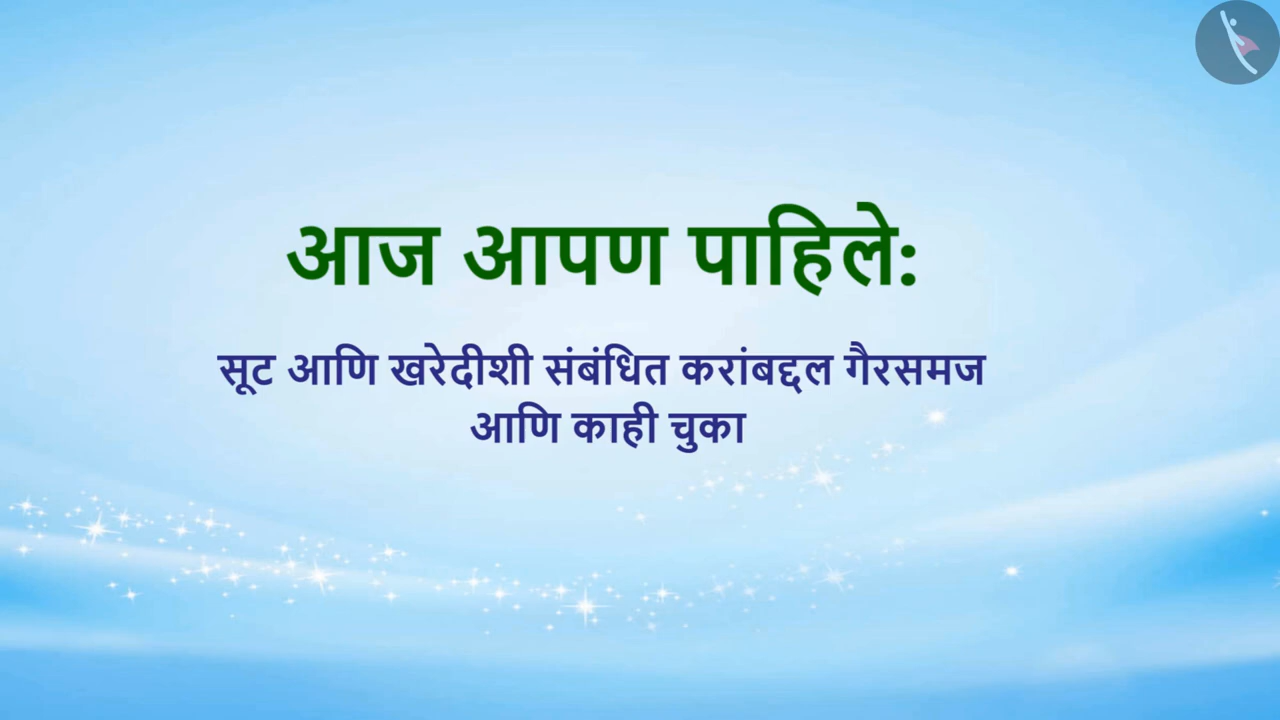 आज आपण पाहिले:
सूट आणि खरेदीशी संबंधित करांबद्दल गैरसमज
आणि काही चुका